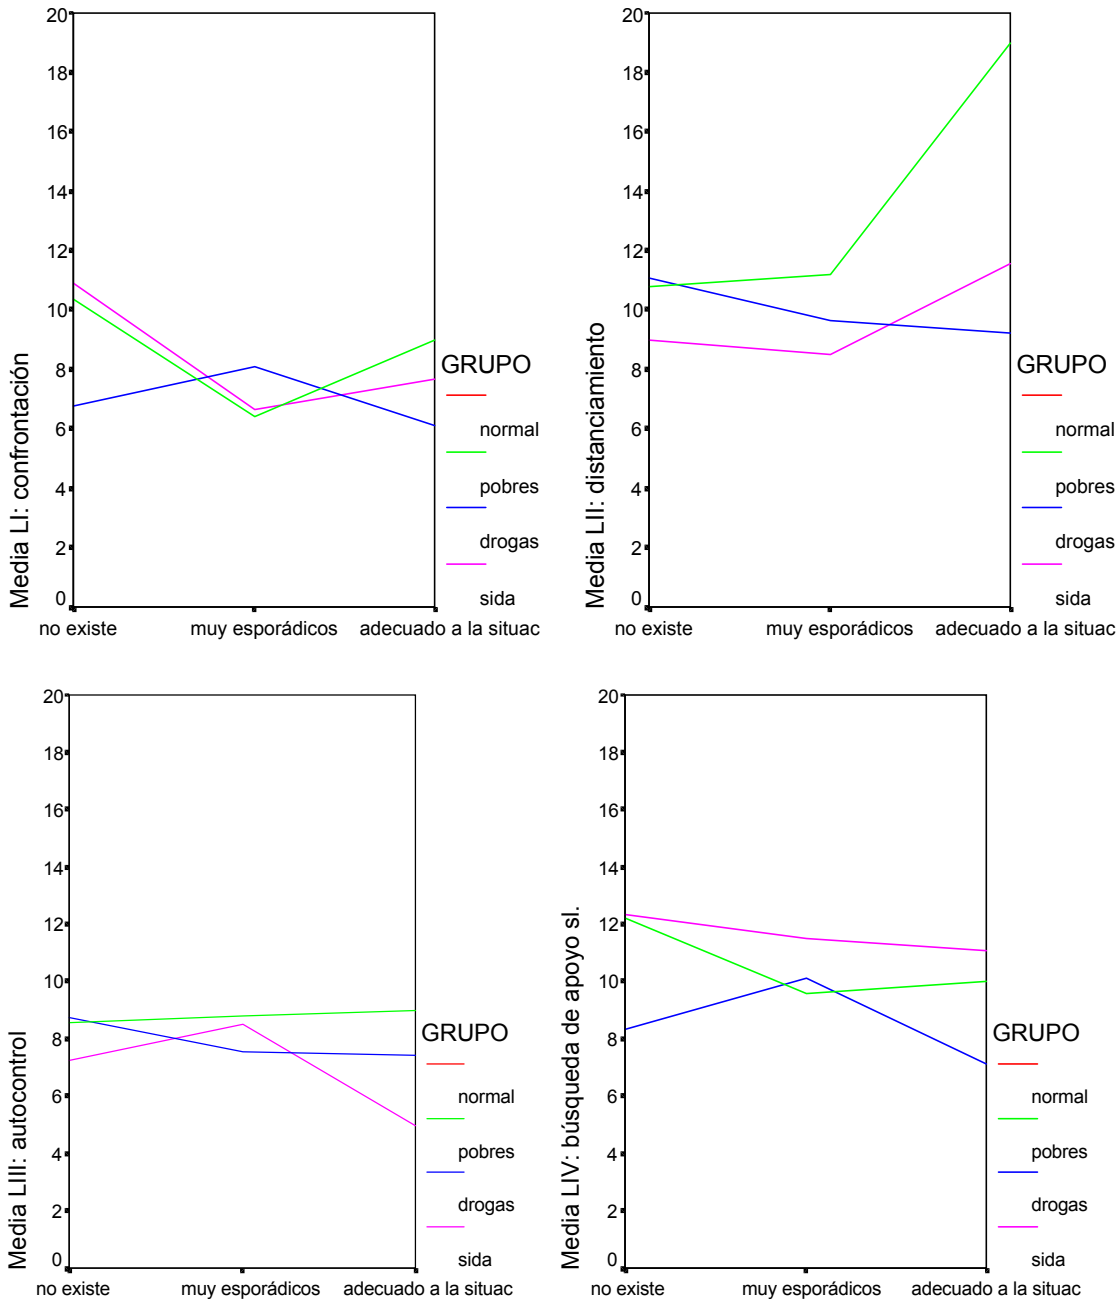 Media LI: confrontación
20
18
16
14
12
10
8
6
4
2
0
no existe
muy esporádicos
adecuado a la situac
GRUPO
normal
pobres
drogas
sida
Media LII: distanciamiento
20
18
16
14
12
10
8
6
4
2
0
no existe
muy esporádicos
adecuado a la situac
GRUPO
normal
pobres
drogas
sida
Media LIII: autocontrol
20
18
16
14
12
10
8
6
4
2
0
no existe
muy esporádicos
adecuado a la situac
GRUPO
normal
pobres
drogas
sida
Media LIV: búsqueda de apoyo sl.
20
18
16
14
12
10
8
6
4
2
0
no existe
muy esporádicos
adecuado a la situac
GRUPO
normal
pobres
drogas
sida